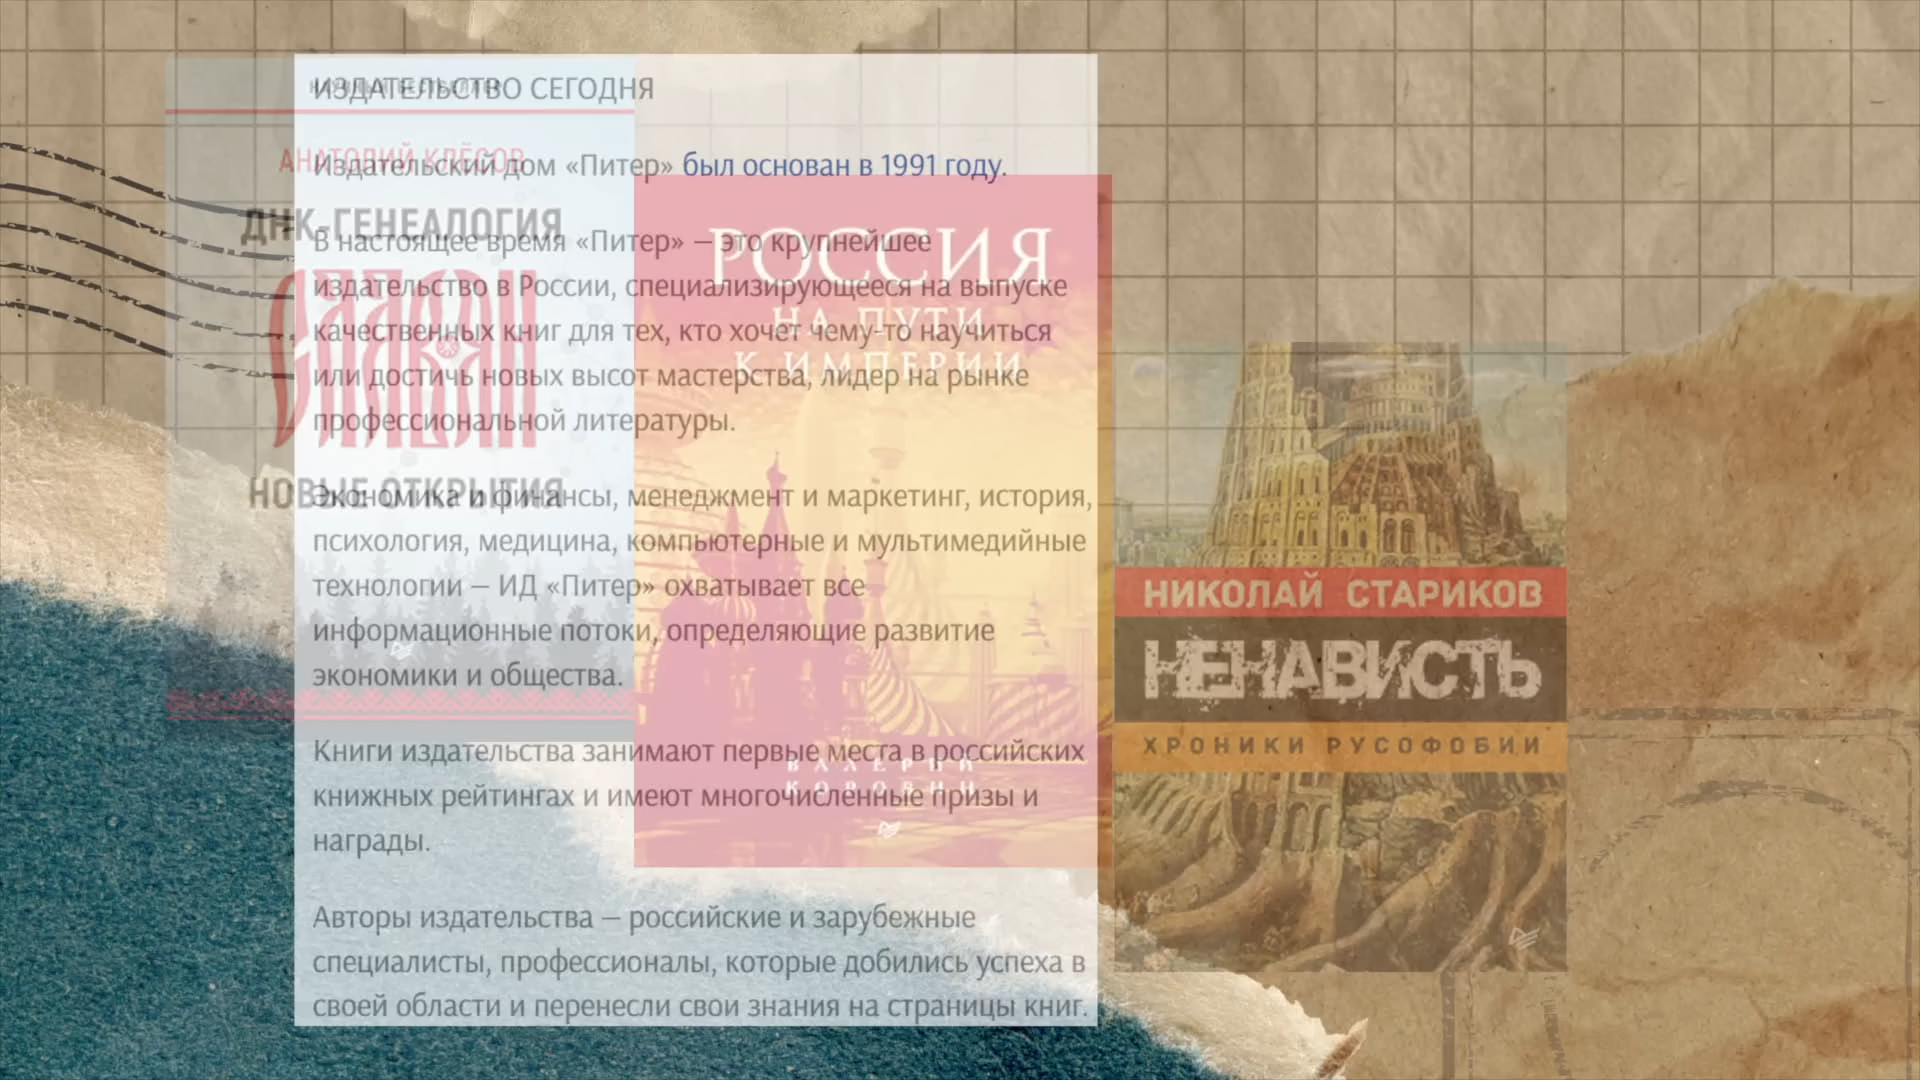 ИЗДАТЕЛЬСТВО СЕГОДНЯ
Издательский дом «Питер» был основан в 1991 году.
В настоящее время «Питер» — это крупнейшее
издательство в России, специализирующееся на выпуске
качественных книг для тех, кто хочет чему-то научиться
или достичь новых высот мастерства, лидер на рынке
профессиональной литературы.
Экономика и финансы, менеджмент и маркетинг, история,
психология, медицина, компьютерные и мультимедийные
технологии — ИД «Питер» охватывает все
информационные потоки, определяющие развитие
экономики и общества.
Книги издательства занимают первые места в российских
книжных рейтингах и имеют многочисленные призы и
награды.
Авторы издательства — российские и зарубежные
специалисты, профессионалы, которые добились успеха в
своей области и перенесли свои знания на страницы книг.
АНАТОЛИЙ КЛЁСОВ
ДНК-ГЕНЕАЛОГИЯ
СЛАВЯН
НОВЫЕ ОТКРЫТИЯ
РОССИЯ
НА ПУТИ
К ИМПЕРИИ
ВАЛЕРИЙ
КОРОВИН
НИКОЛАЙ СТАРИКОВ
НЕНАВИСТЬ
ХРОНИКИ РУСОФОБИИ